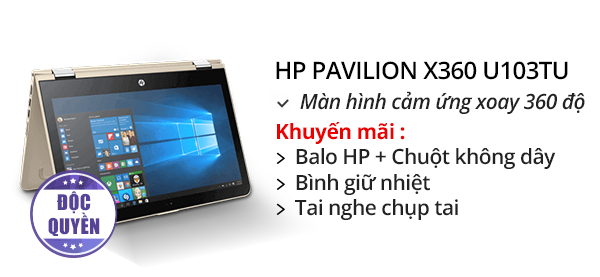 HP PAVILION X360 U103TU
Màn hình cảm ứng xoay 360 độ
Khuyến mãi :
Balo HP + Chuột không dây
Bình giữ nhiệt
Tai nghe chụp tai
ĐỘC
QUYỀN